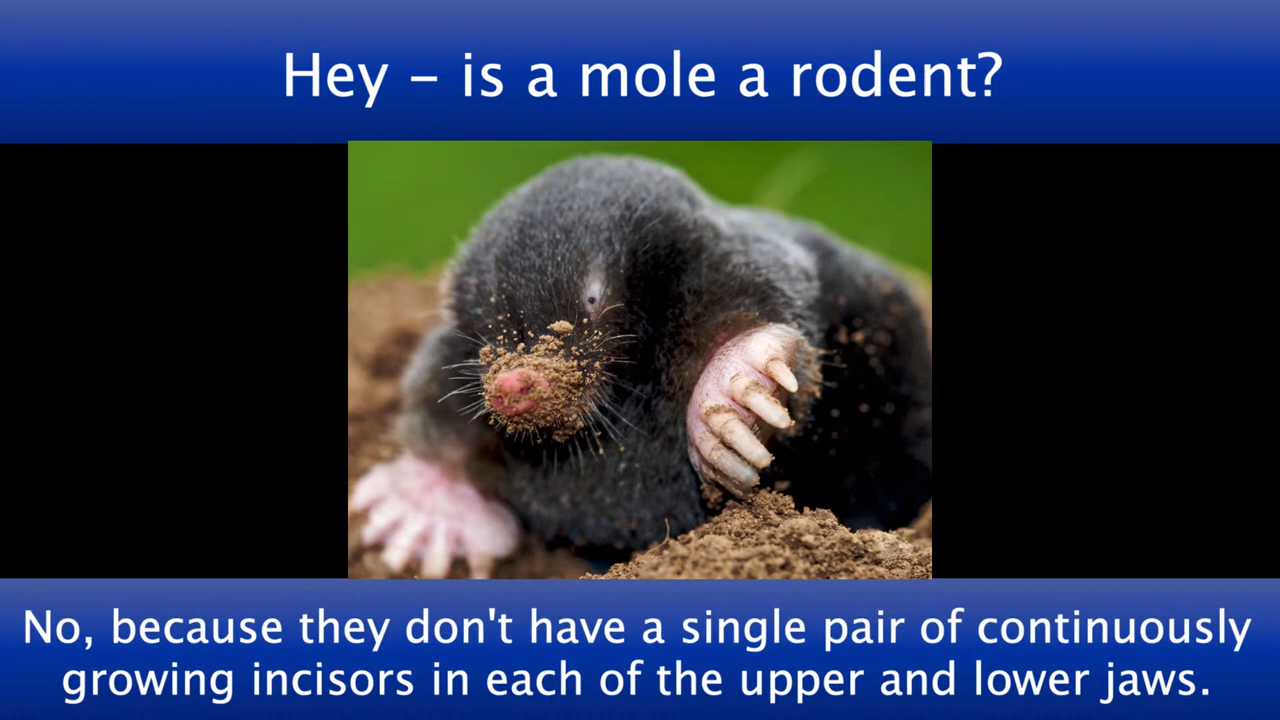 Hey – is a mole a rodent?
No, because they don't have a single pair of continuously
growing incisors in each of the upper and lower jaws.